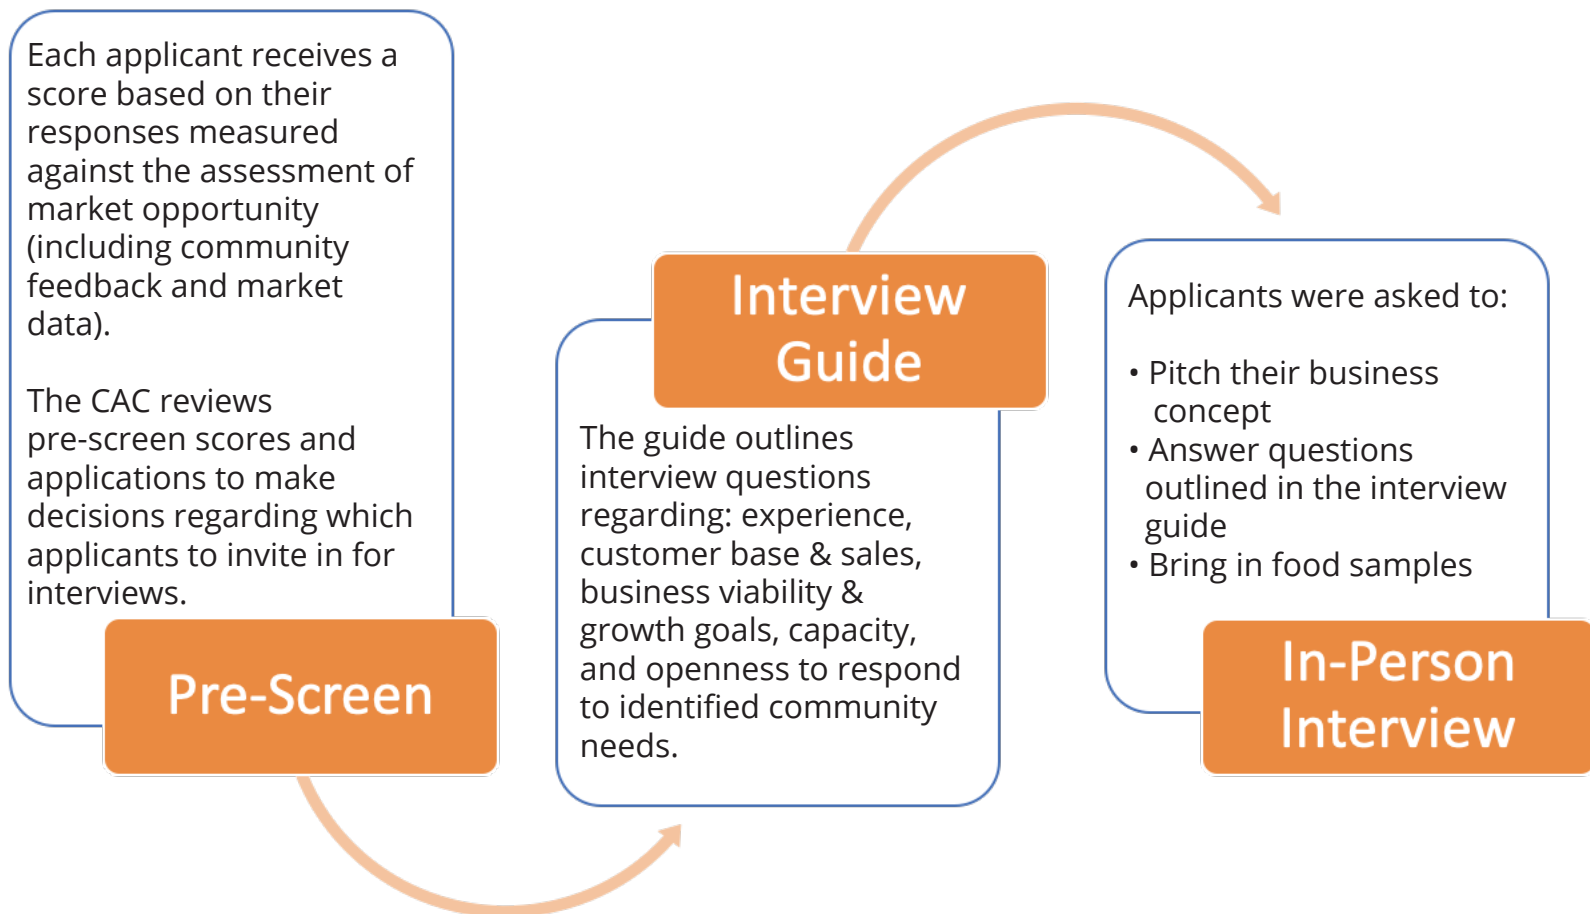 Each applicant receives a
score based on their
responses measured
against the assessment of
market opportunity
(including community
feedback and market
data).
The CAC reviews
pre-screen scores and
applications to make
decisions regarding which
applicants to invite in for
interviews.
Pre-Screen
Interview
Guide
The guide outlines
interview questions
regarding: experience,
customer base & sales,
business viability &
growth goals, capacity,
and openness to respond
to identified community
needs.
Applicants were asked to:
• Pitch their business
concept
• Answer questions
outlined in the interview
guide
• Bring in food samples
In-Person
Interview